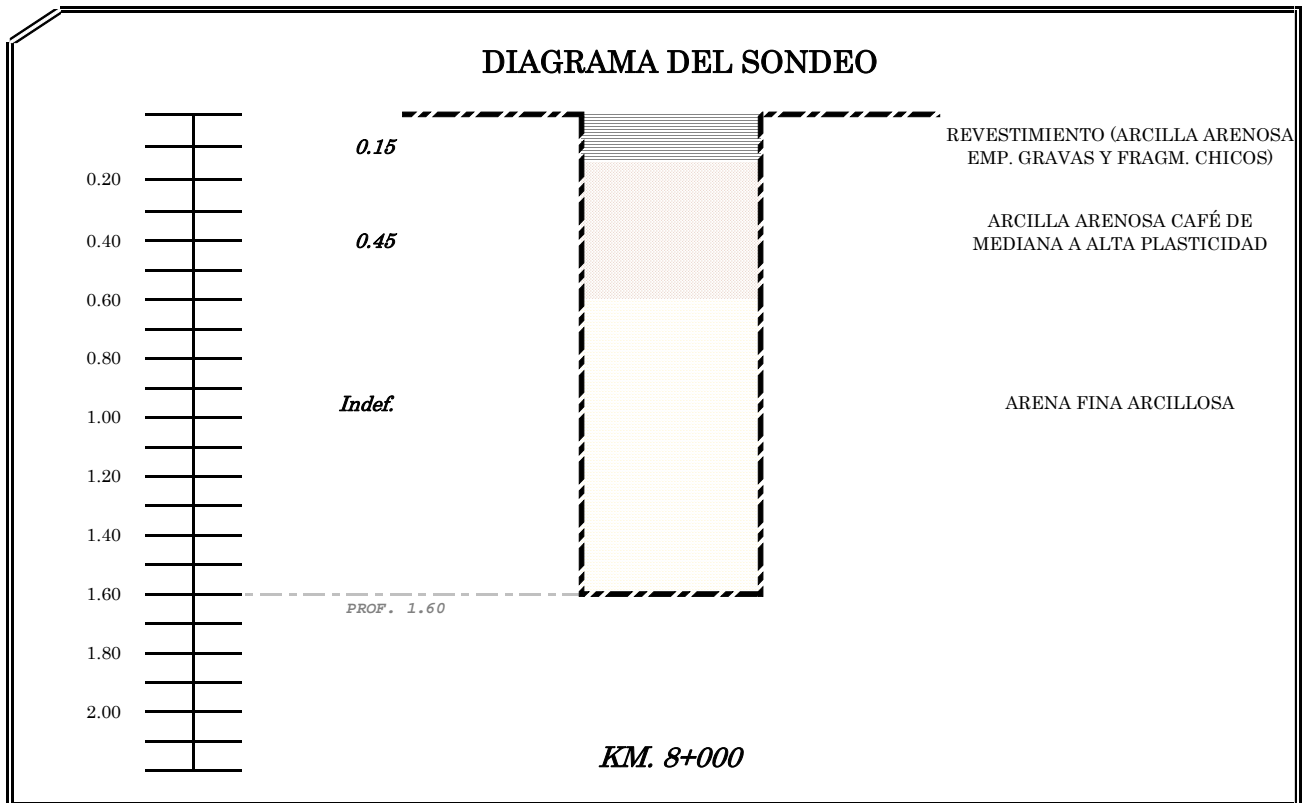 DIAGRAMA DEL SONDEO
0.15
REVESTIMIENTO (ARCILLA ARENOSA
EMP. GRAVAS Y FRAGM. CHICOS)
0.20
0.40
0.45
ARCILLA ARENOSA CAFÉ DE
MEDIANA A ALTA PLASTICIDAD
0.60
0.80
1.00
Indef.
ARENA FINA ARCILLOSA
1.20
1.40
1.60
PROF. 1.60
1.80
2.00
KM. 8+000